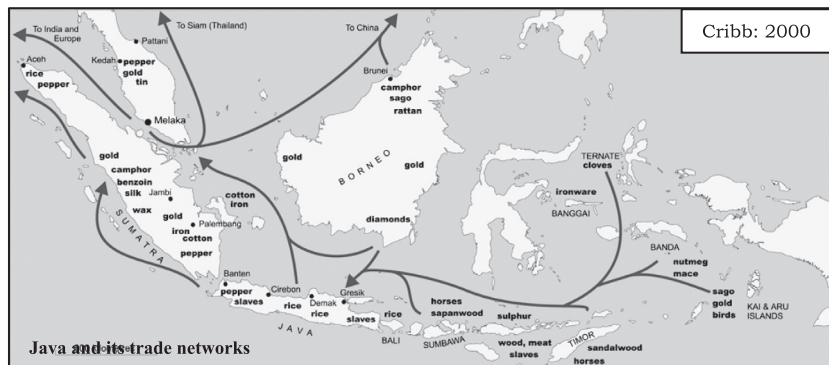 Cribb: 2000
To India and
Europe
To Siam (Thailand)
To China
Pattani
Aceh
Kedah
pepper
gold
tin
rice
pepper
Brunei
camphor
sago
rattan
Melaka
gold
camphor
benzoin
silk
Jambi
wax
gold
iron
Palembang
cotton
pepper
SUMATRA
cotton
iron
gold
BORNEO
gold
diamonds
TERNATE
cloves
ironware
BANGGAI
BANDA
nutmeg
mace
sago
gold
birds
KAI & ARU
ISLANDS
Banten
pepper
slaves
Cirebon
rice
Demak
rice
Gresik
slaves
JAVA
rice
BALI
horses
sapanwood
SUMBAWA
sulphur
wood, meat
slaves
TIMOR
sandalwood
horses
Java and its trade networks